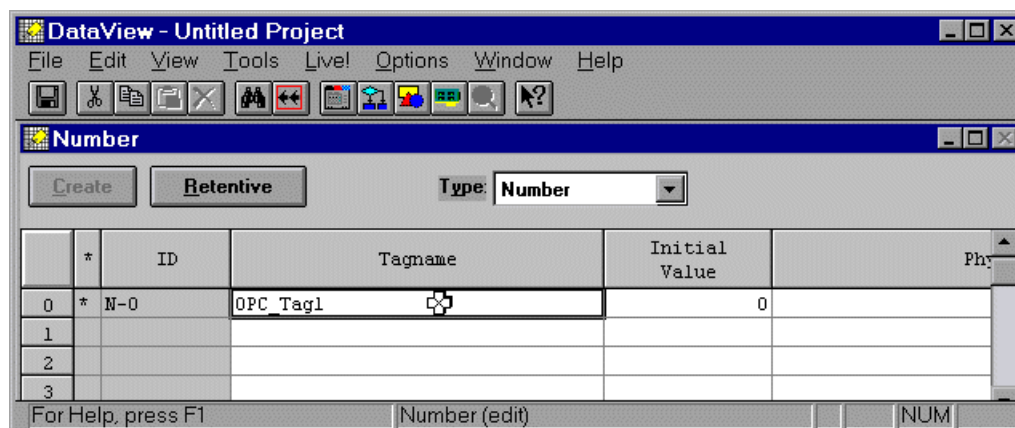 DataView - Untitled Project
File Edit View Tools Live! Options Window Help
Number
Create Retentive Type: Number
* ID Tagname Initial Value
0 * N-0 OPC_Tag1 0
1
2
3
For Help, press F1 Number (edit) NUM